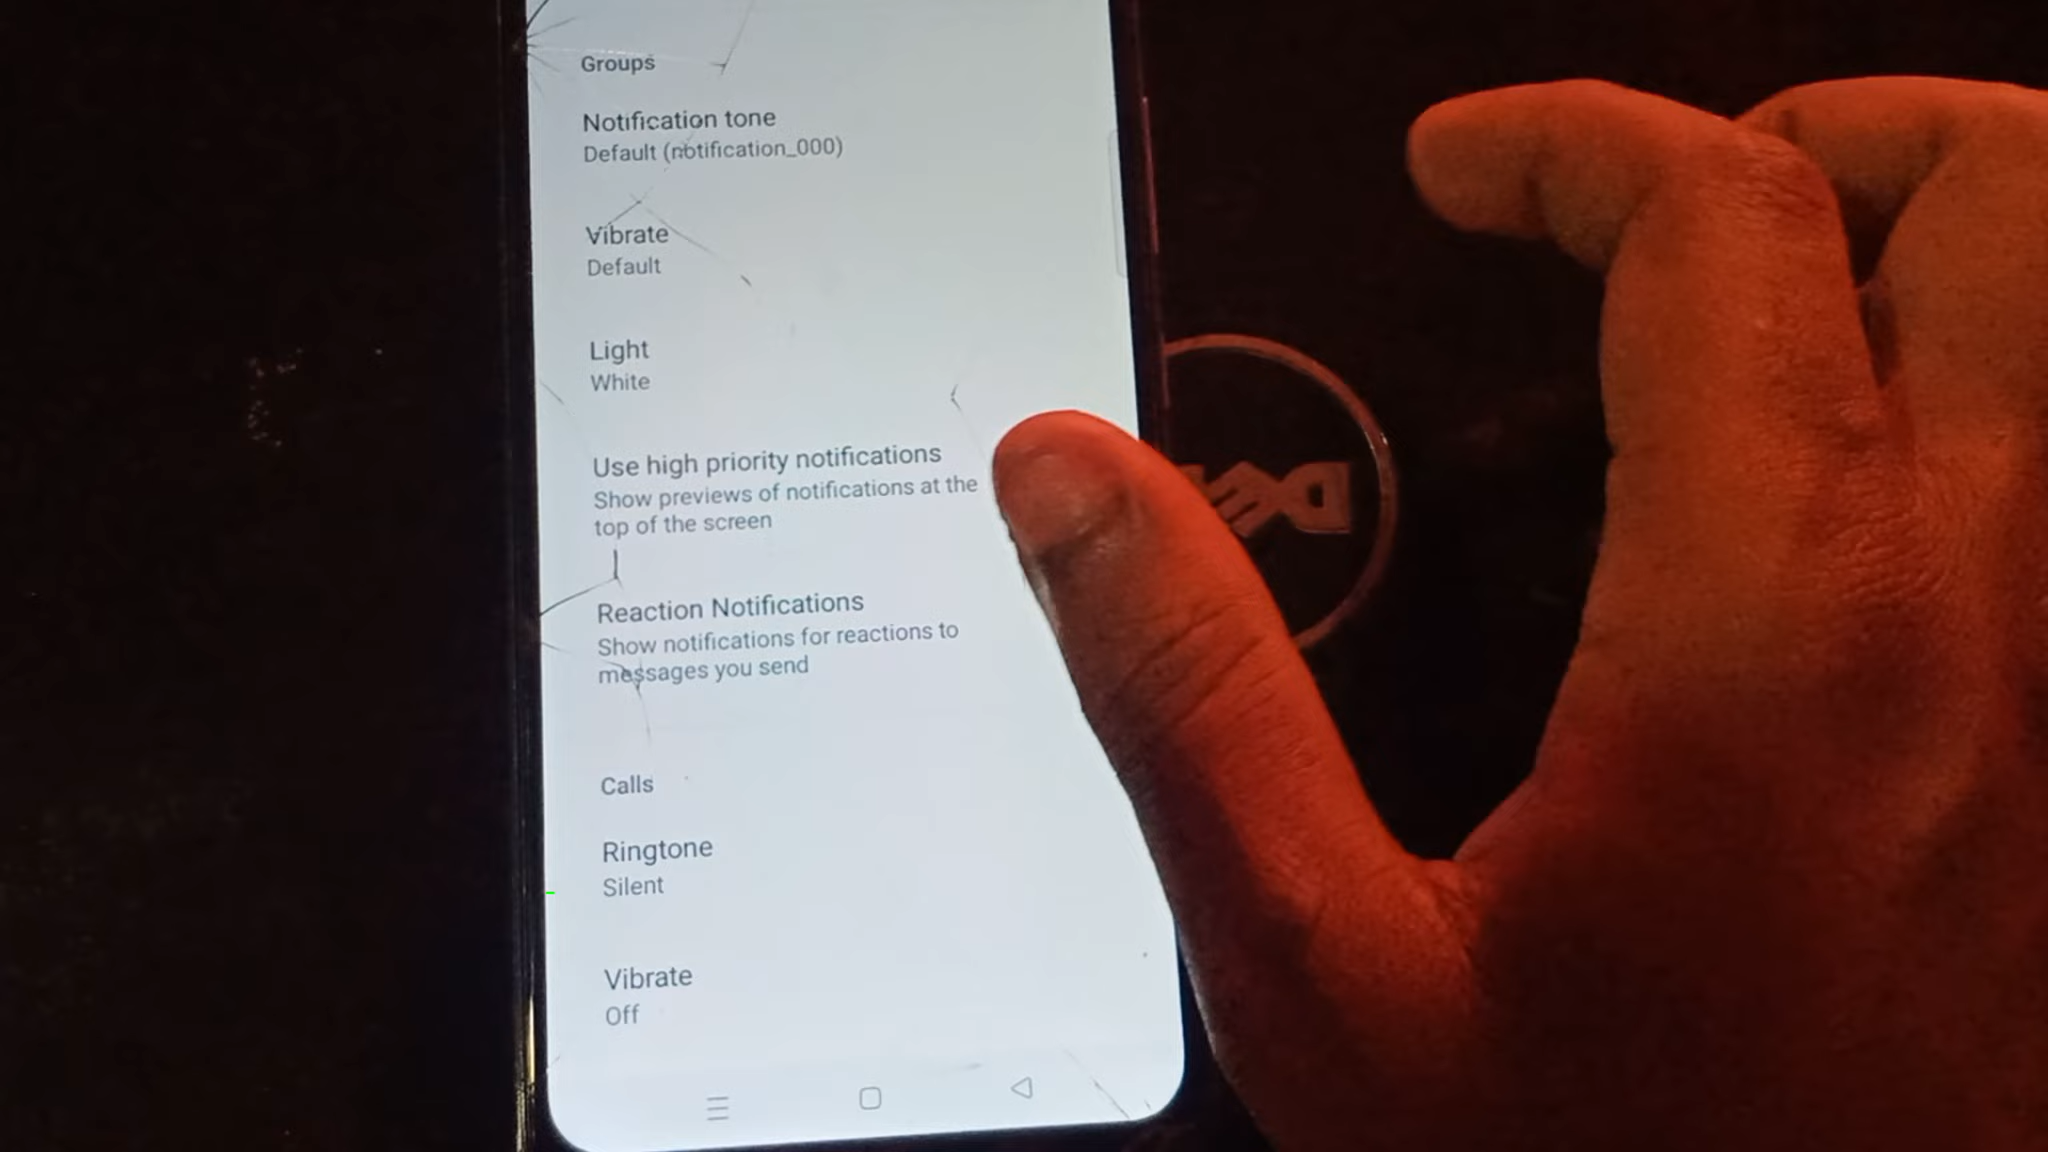 Groups
Notification tone
Default (notification_000)
Vibrate
Default
Light
White
Use high priority notifications
Show previews of notifications at the
top of the screen
Reaction Notifications
Show notifications for reactions to
messages you send
Calls
Ringtone
Silent
Vibrate
Off